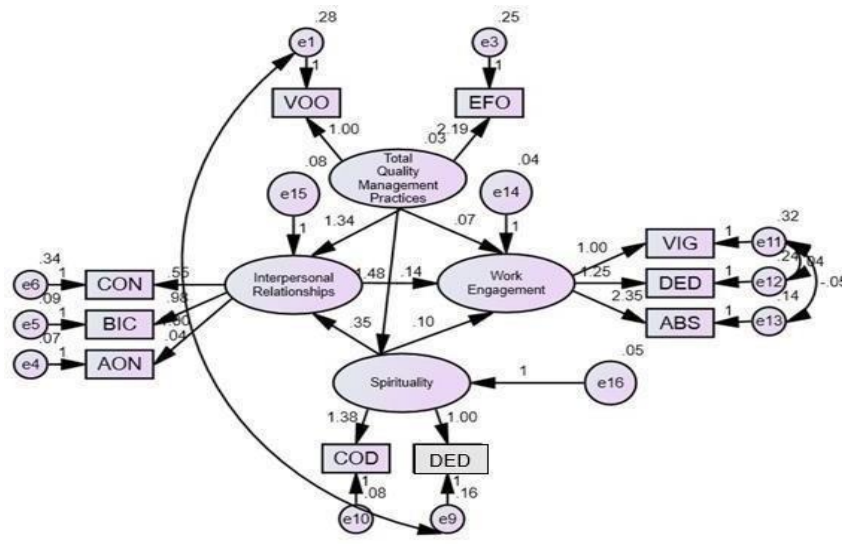 .28
.25
e1
e3
1
1
VOO
EFO
1.00
2.19
.03
.08
Total
Quality
Management
Practices
.04
e15
e14
1
1
1.34
.07
.32
.34
1.00
VIG
1
e11
e6
1
CON
.55
Interpersonal
Relationships
1.48
.14
Work
Engagement
1.25
DED
1
.24
.04
e12
-.05
.09
.98
e5
1
BIC
1.00
2.35
.14
.07
.04
.35
.10
ABS
1
e13
e4
1
AON
.05
Spirituality
1
e16
1.38
1.00
COD
DED
1
1
.08
.16
e10
e9